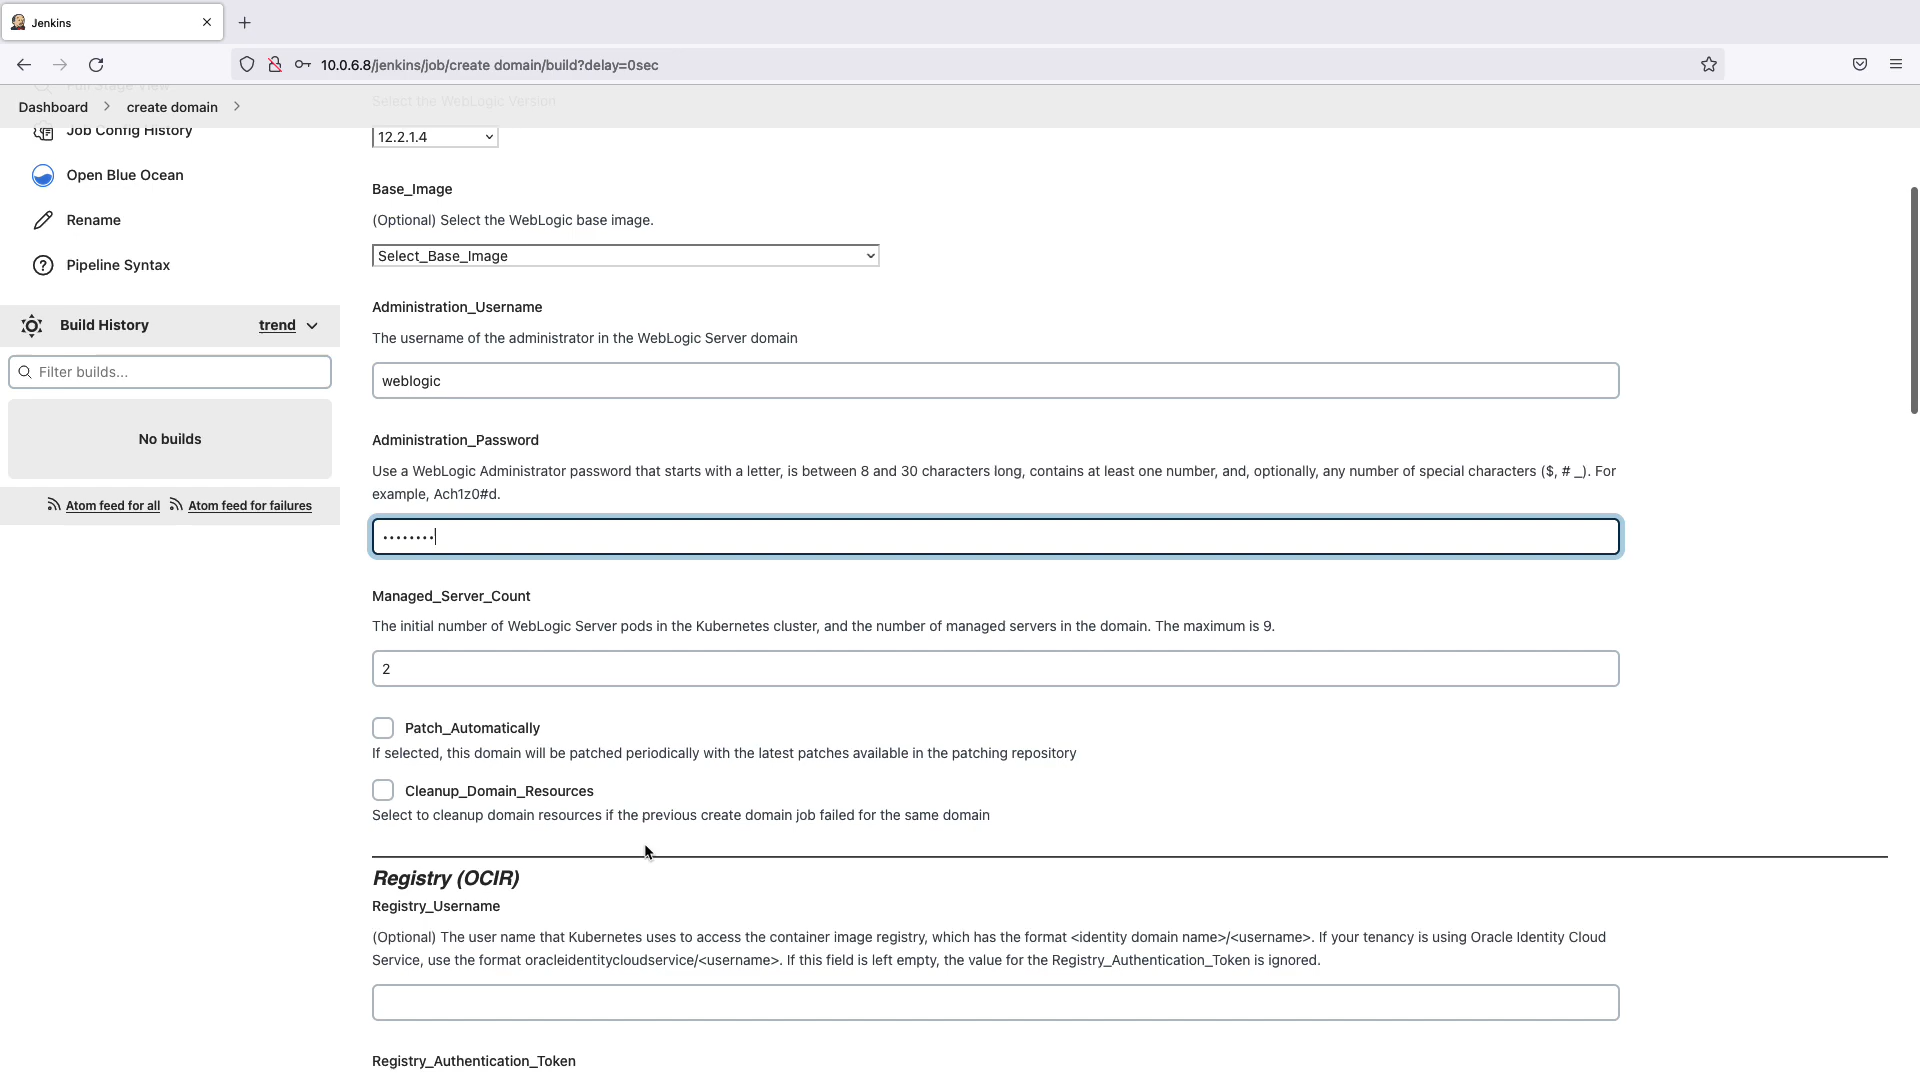 Jenkins
10.0.6.8/jenkins/job/create domain/build?delay=0sec
Full Stage View
Select the WebLogic Version
Dashboard
create domain
Job Config History
12.2.1.4
Open Blue Ocean
Base_Image
Rename
(Optional) Select the WebLogic base image.
Select_Base_Image
Pipeline Syntax
Administration_Username
Build History
trend
The username of the administrator in the WebLogic Server domain
Filter builds...
weblogic
No builds
Administration_Password
Use a WebLogic Administrator password that starts with a letter, is between 8 and 30 characters long, contains at least one number, and, optionally, any number of special characters ($, # _). For
example, Ach1z0#d.
Atom feed for all
Atom feed for failures
••••••••
Managed_Server_Count
The initial number of WebLogic Server pods in the Kubernetes cluster, and the number of managed servers in the domain. The maximum is 9.
2
Patch_Automatically
If selected, this domain will be patched periodically with the latest patches available in the patching repository
Cleanup_Domain_Resources
Select to cleanup domain resources if the previous create domain job failed for the same domain
Registry (OCIR)
Registry_Username
(Optional) The user name that Kubernetes uses to access the container image registry, which has the format <identity domain name>/<username>. If your tenancy is using Oracle Identity Cloud
Service, use the format oracleidentitycloudservice/<username>. If this field is left empty, the value for the Registry_Authentication_Token is ignored.
Registry_Authentication_Token